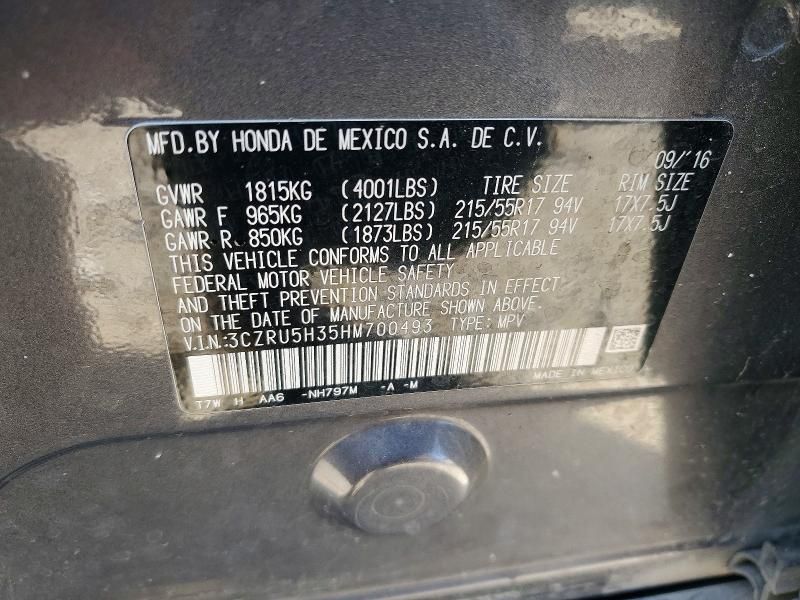 MFD.BY HONDA DE MEXICO S.A. DE C.V.
09/'16
GVWR 1815KG (4001LBS) TIRE SIZE RIM SIZE
GAWR F 965KG (2127LBS) 215/55R17 94V 17X7.5J
GAWR R 850KG (1873LBS) 215/55R17 94V 17X7.5J
THIS VEHICLE CONFORMS TO ALL APPLICABLE
FEDERAL MOTOR VEHICLE SAFETY
AND THEFT PREVENTION STANDARDS IN EFFECT
ON THE DATE OF MANUFACTURE SHOWN ABOVE.
V.I.N:3CZRU5H35HM700493 TYPE: MPV
MADE IN MEXICO
T7W H AA6 -NH797M -A -M